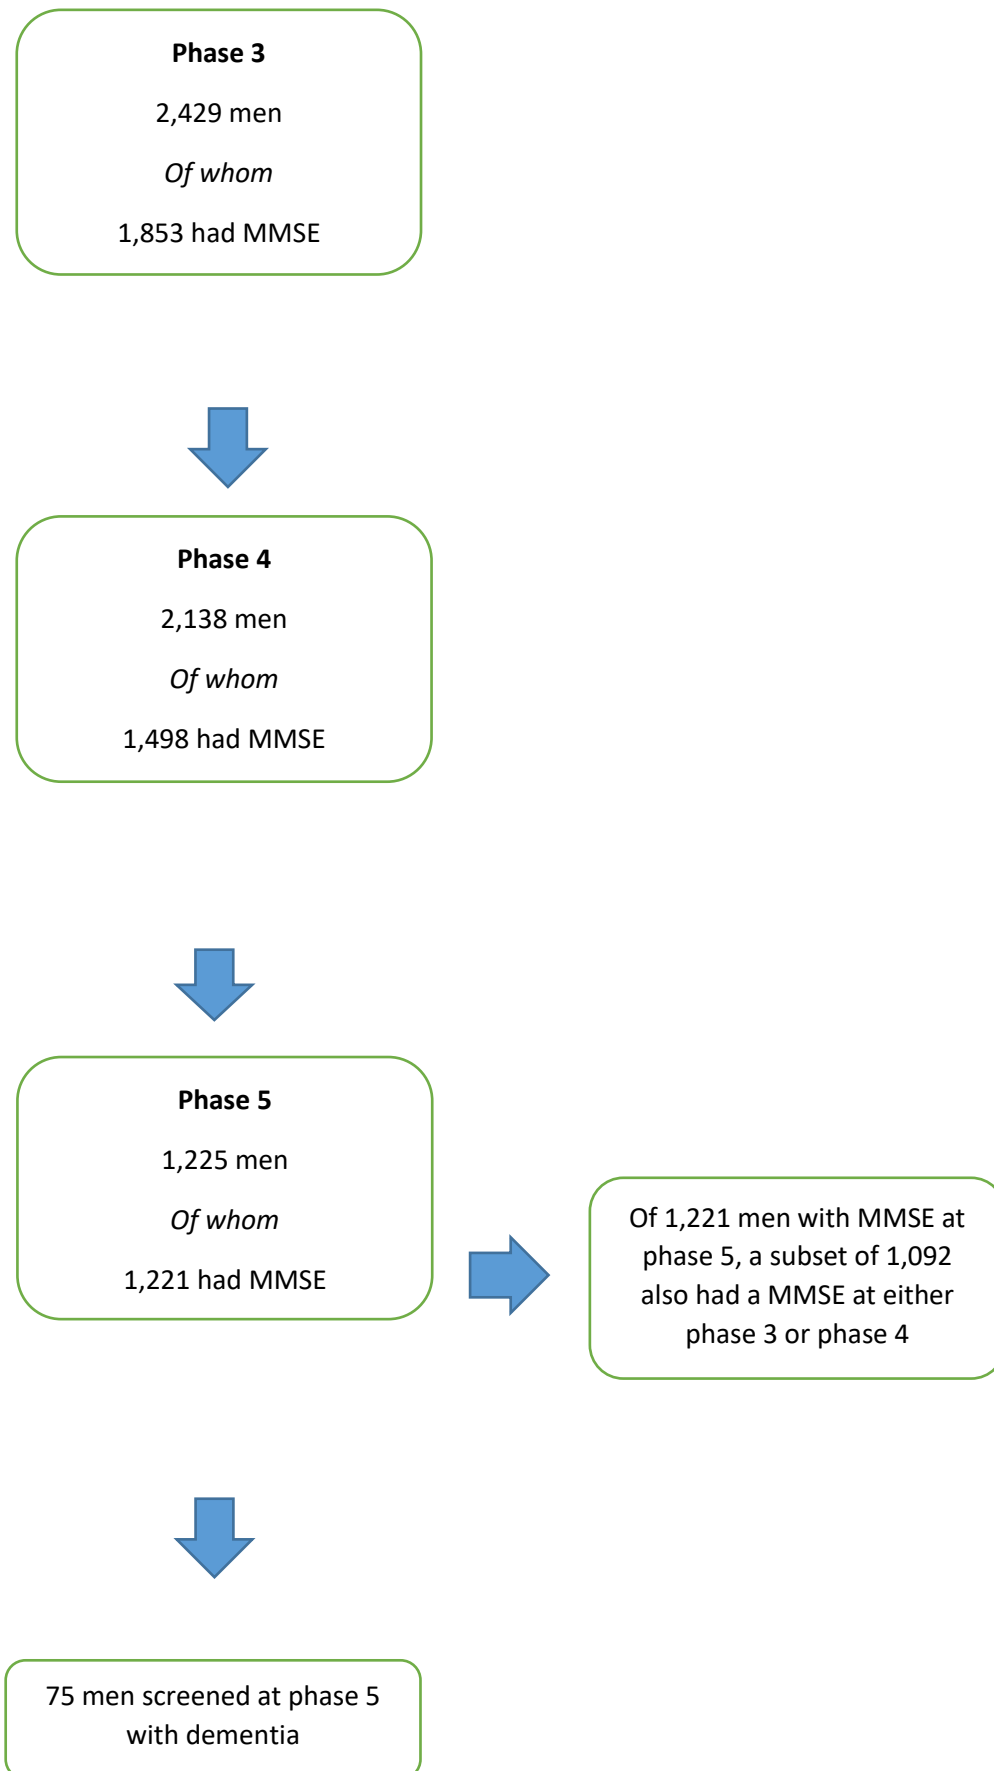 Phase 3
2,429 men
Of whom
1,853 had MMSE
Phase 4
2,138 men
Of whom
1,498 had MMSE
Phase 5
1,225 men
Of whom
1,221 had MMSE
Of 1,221 men with MMSE at
phase 5, a subset of 1,092
also had a MMSE at either
phase 3 or phase 4
75 men screened at phase 5
with dementia